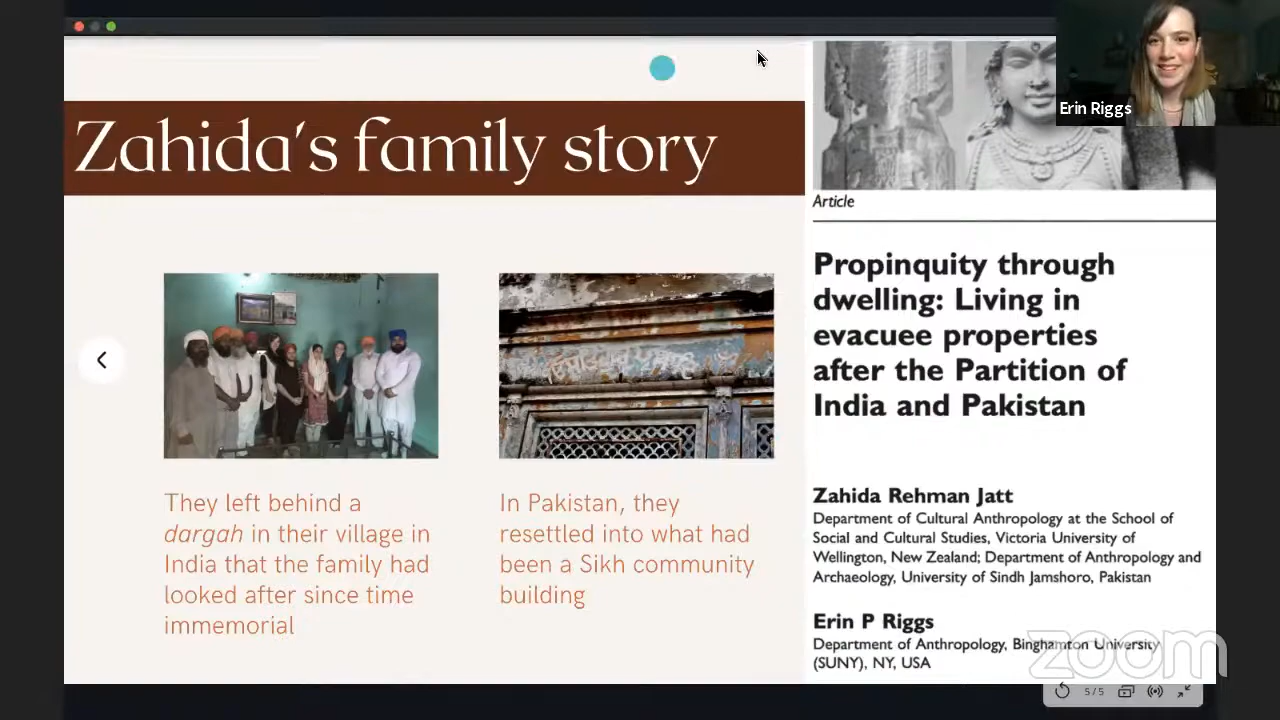 Zahida's family story
They left behind a
dargah in their village in
India that the family had
looked after since time
immemorial
In Pakistan, they
resettled into what had
been a Sikh community
building
Erin Riggs
Article
Propinquity through
dwelling: Living in
evacuee properties
after the Partition of
India and Pakistan
Zahida Rehman Jatt
Department of Cultural Anthropology at the School of
Social and Cultural Studies, Victoria University of
Wellington, New Zealand; Department of Anthropology and
Archaeology, University of Sindh Jamshoro, Pakistan
Erin P Riggs
Department of Anthropology, Binghamton University
(SUNY), NY, USA
zoom
5/5